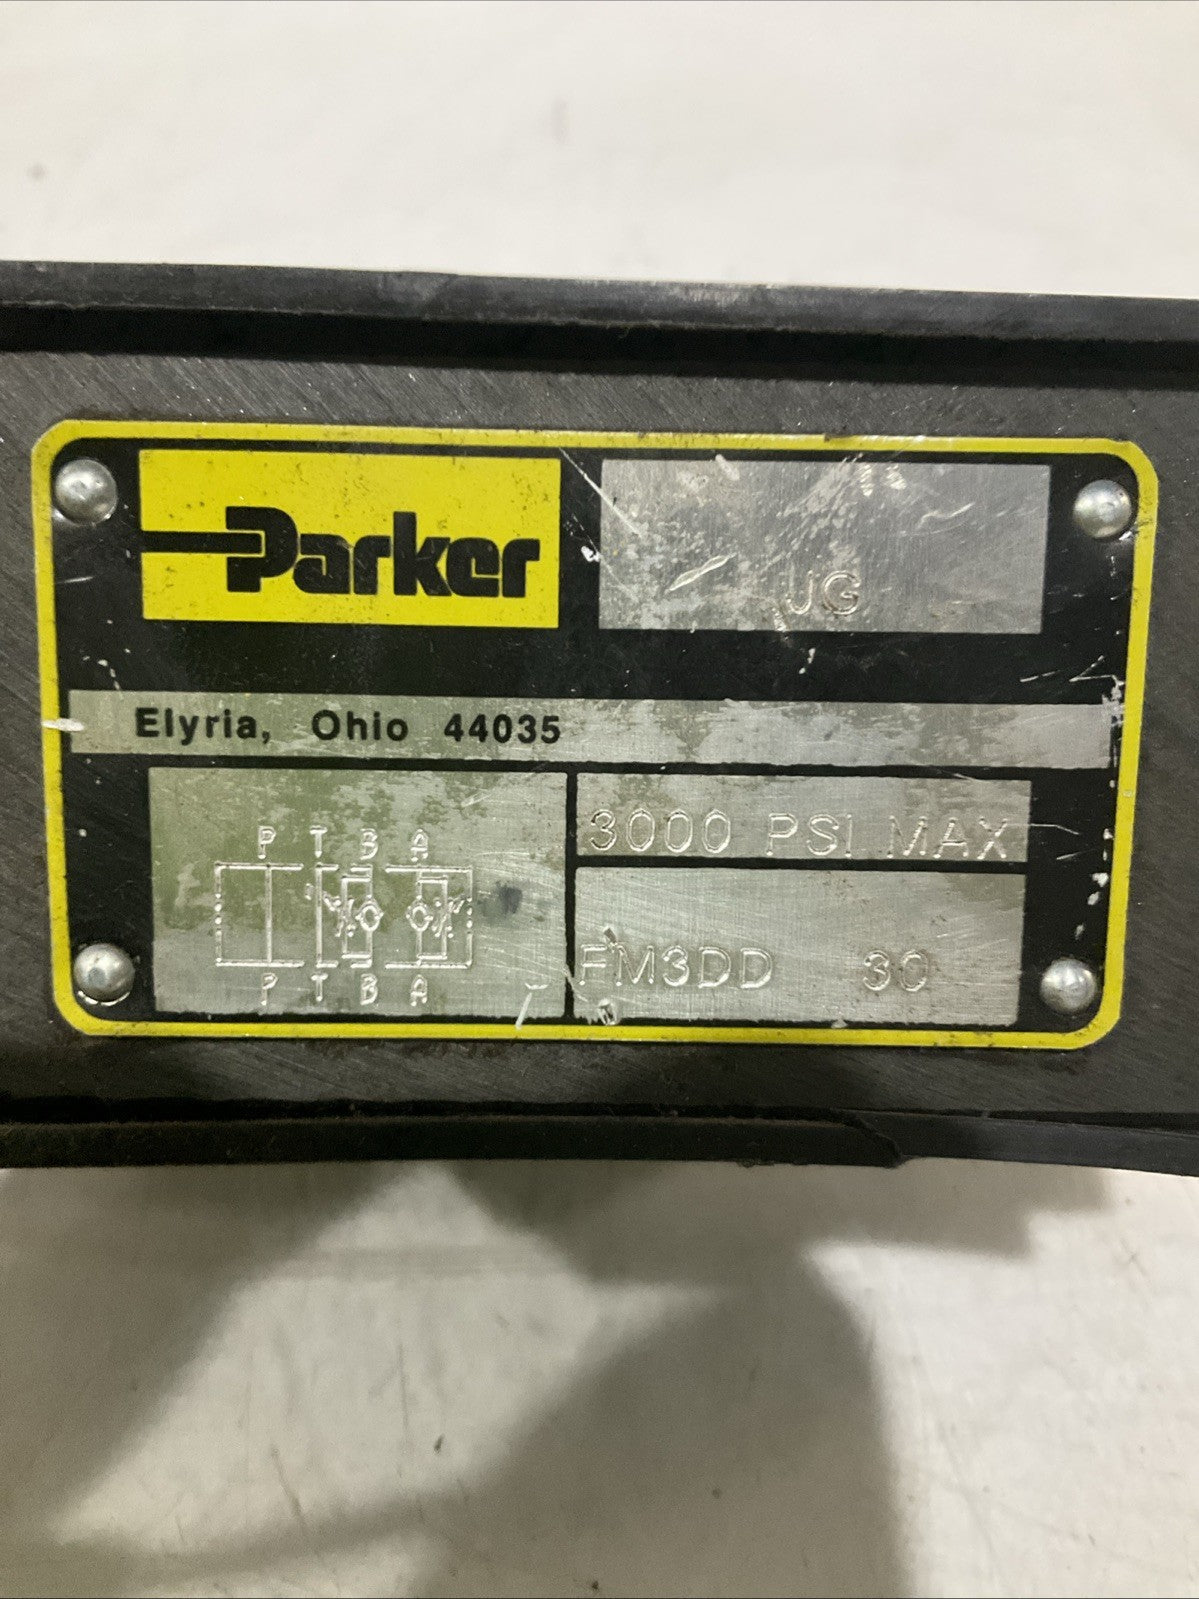 Parker
UG
Elyria, Ohio 44035
P T B A
3000 PSI MAX
FM3DD 30
P T B A